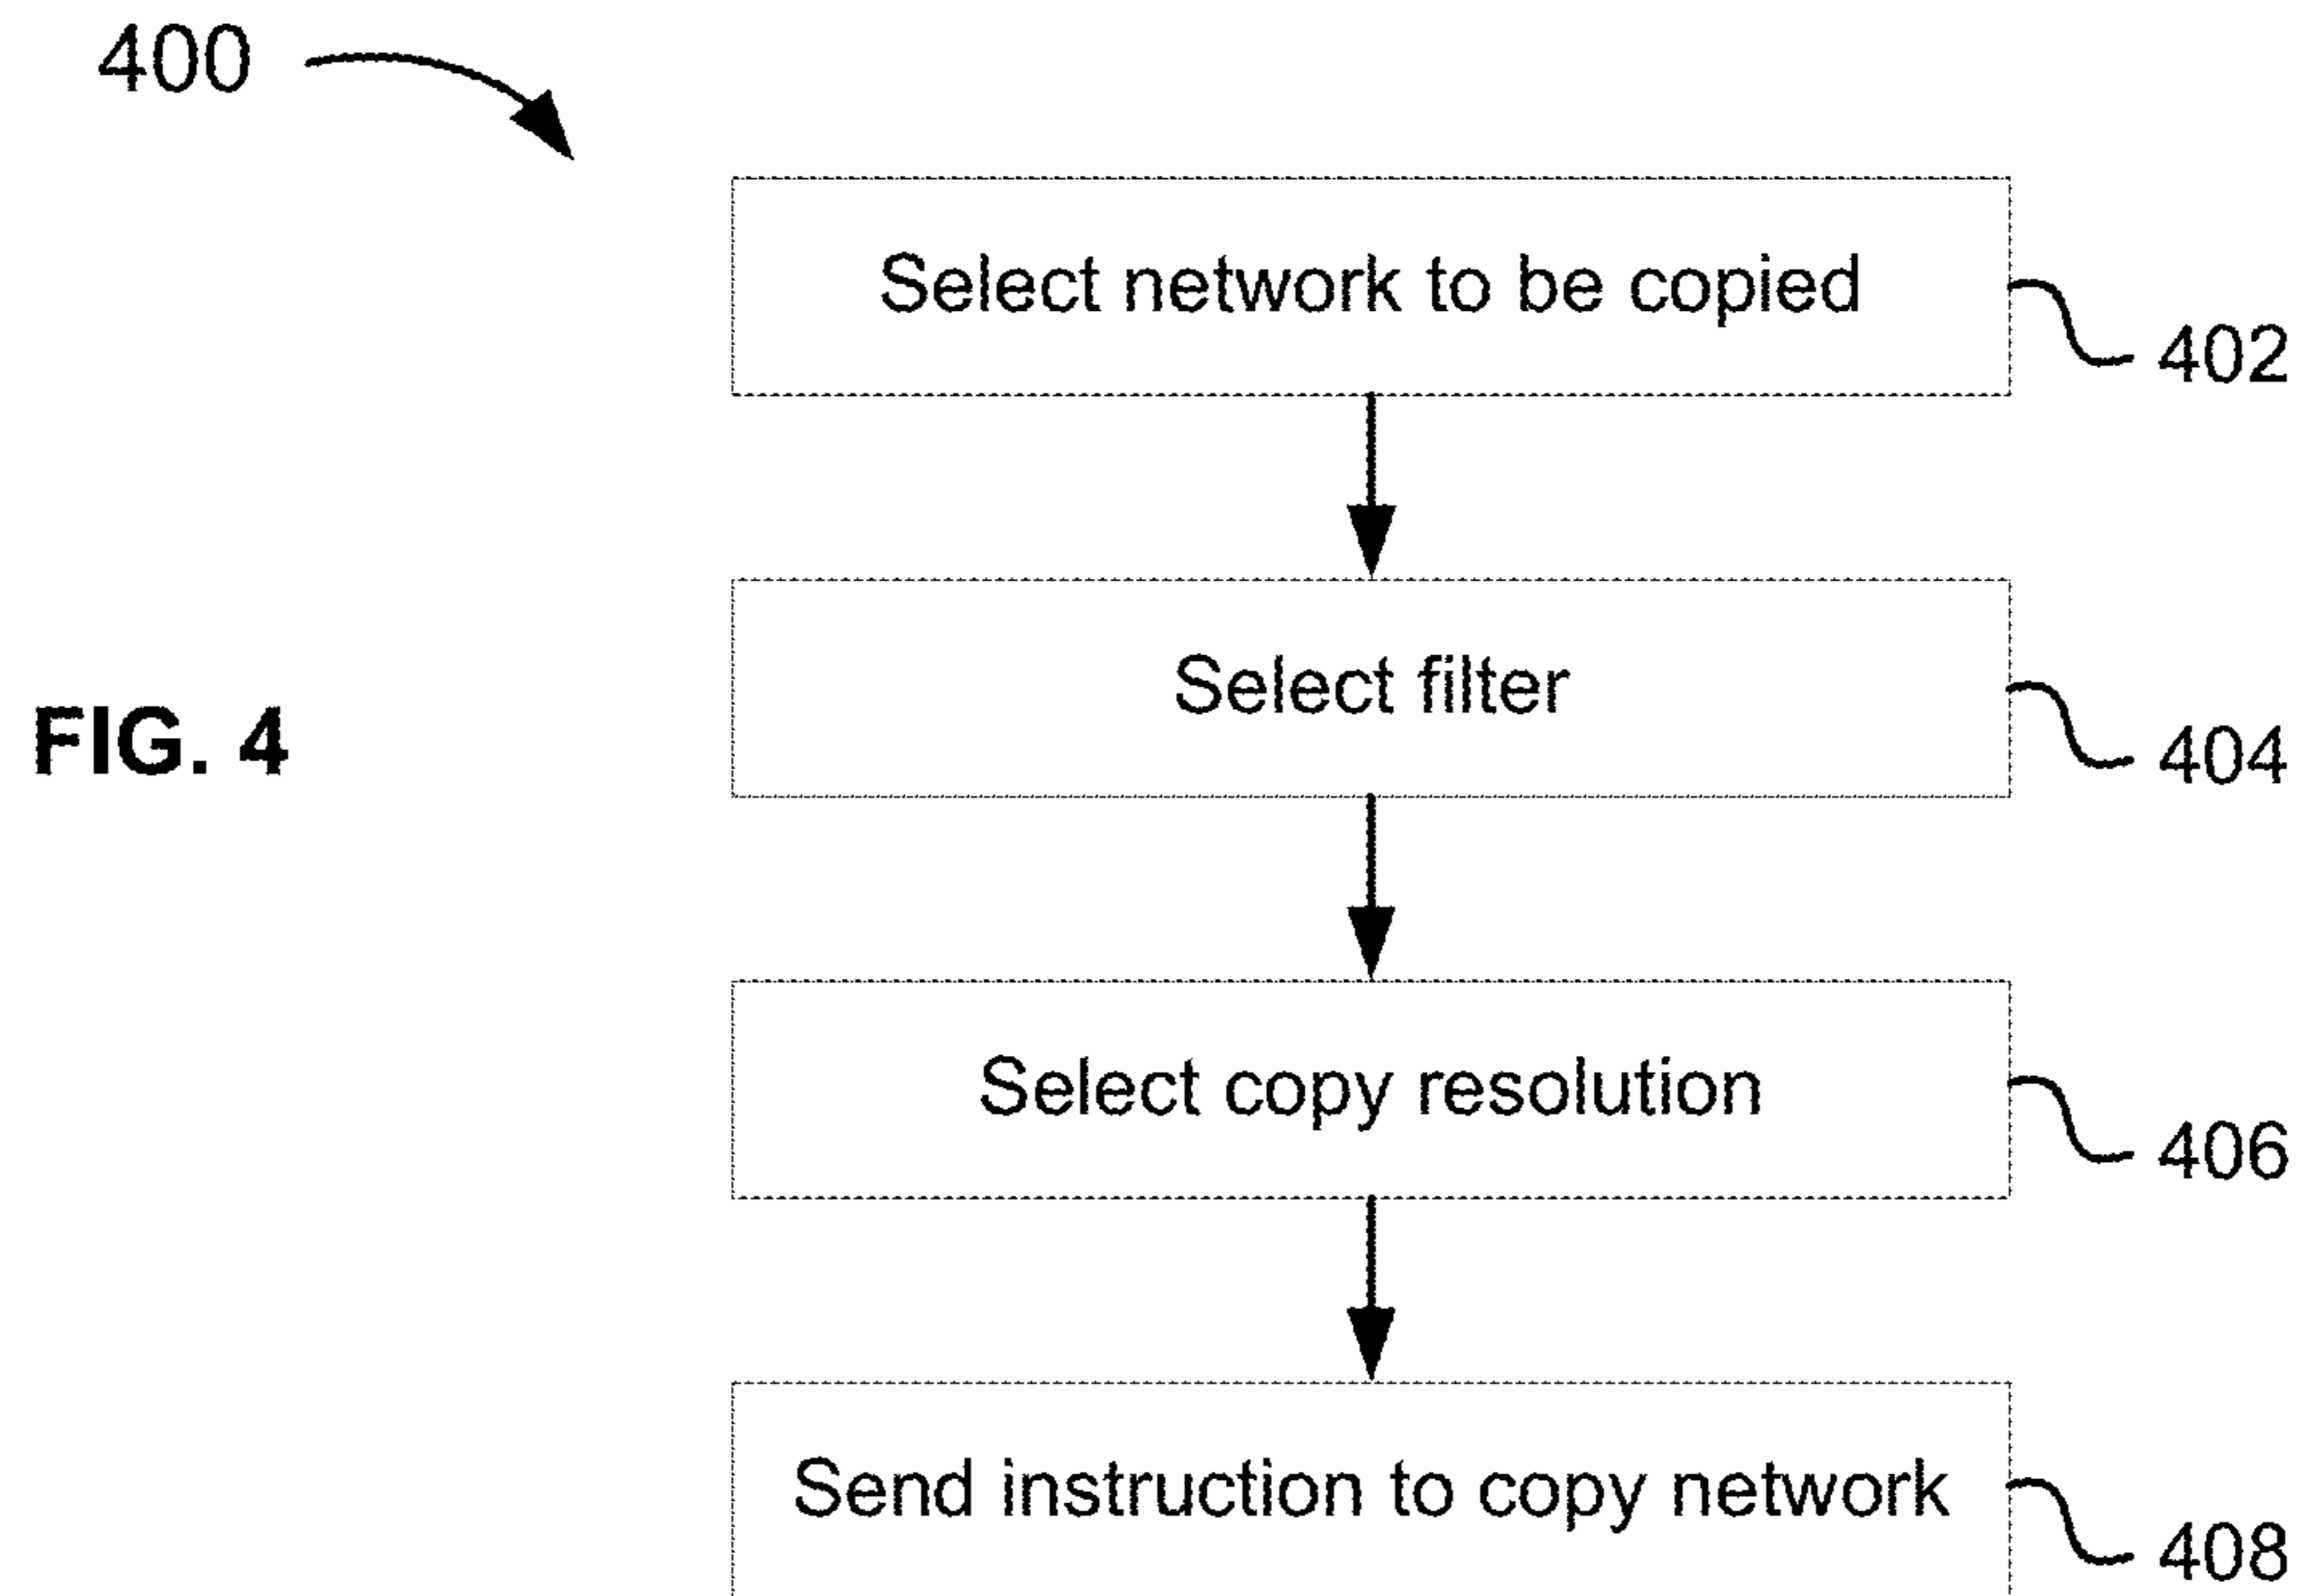 400
Select network to be copied
402
Select filter
404
FIG. 4
Select copy resolution
406
Send instruction to copy network
408